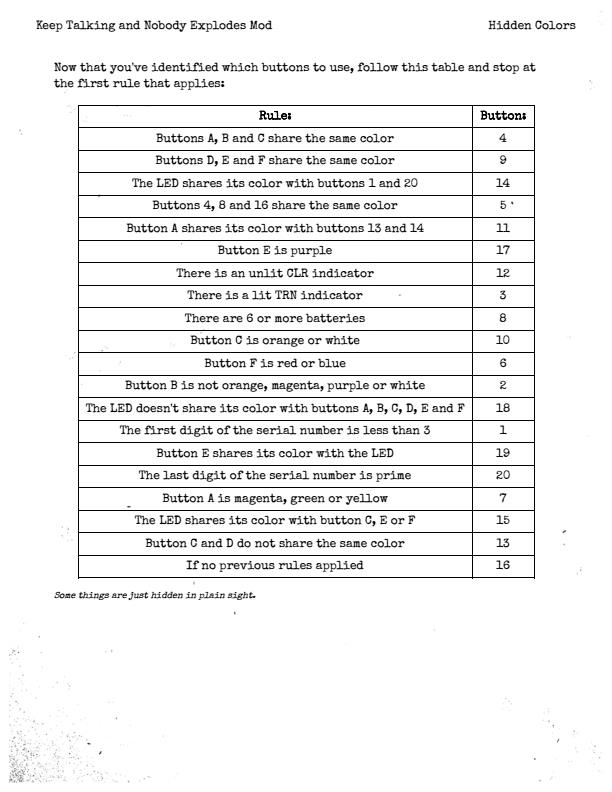 Keep Talking and Nobody Explodes Mod Hidden Colors
Now that you've identified which buttons to use, follow this table and stop at
the first rule that applies:
Rule: Button:
Buttons A, B and C share the same color 4
Buttons D, E and F share the same color 9
The LED shares its color with buttons 1 and 20 14
Buttons 4, 8 and 16 share the same color 5
Button A shares its color with buttons 13 and 14 11
Button E is purple 17
There is an unlit CLR indicator 12
There is a lit TRN indicator 3
There are 6 or more batteries 8
Button C is orange or white 10
Button F is red or blue 6
Button B is not orange, magenta, purple or white 2
The LED doesn't share its color with buttons A, B, C, D, E and F 18
The first digit of the serial number is less than 3 1
Button E shares its color with the LED 19
The last digit of the serial number is prime 20
Button A is magenta, green or yellow 7
The LED shares its color with button C, E or F 15
Button C and D do not share the same color 13
If no previous rules applied 16
Some things are just hidden in plain sight.